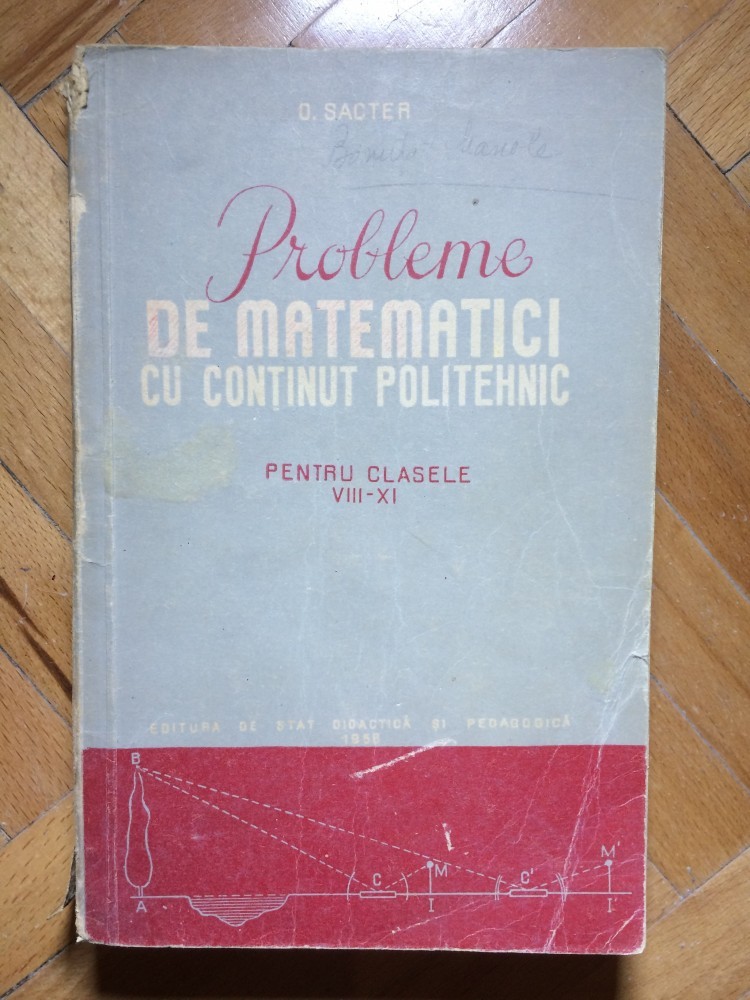 O. SACTER
Probleme
DE MATEMATICI
CU CONȚINUT POLITEHNIC
PENTRU CLASELE
VIII-XI
EDITURA DE STAT DIDACTICĂ ȘI PEDAGOGICĂ
B
C
M
C'
M'
A
I
I'